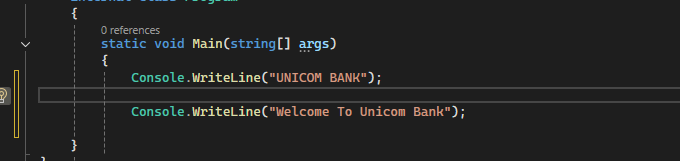 {
0 references
static void Main(string[] args)
{
Console.WriteLine("UNICOM BANK");
Console.WriteLine("Welcome To Unicom Bank");
}